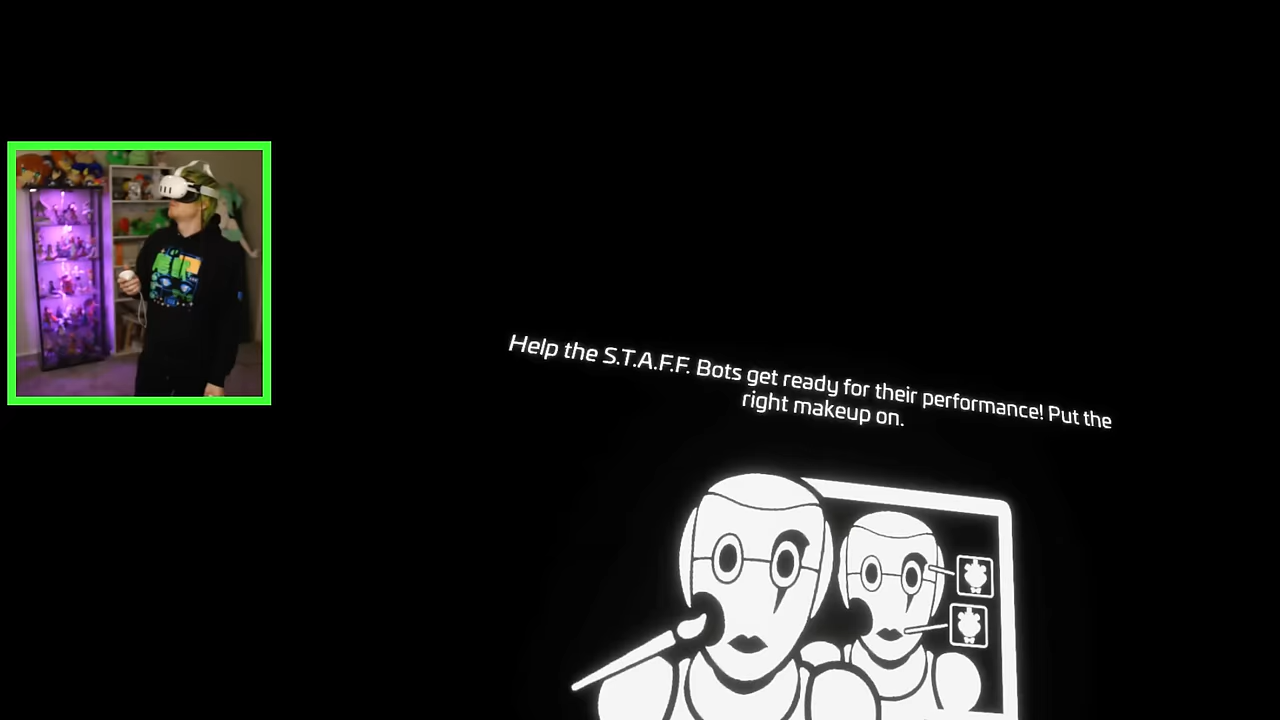 Help the S.T.A.F.F. Bots get ready for their performance! Put the
right makeup on.